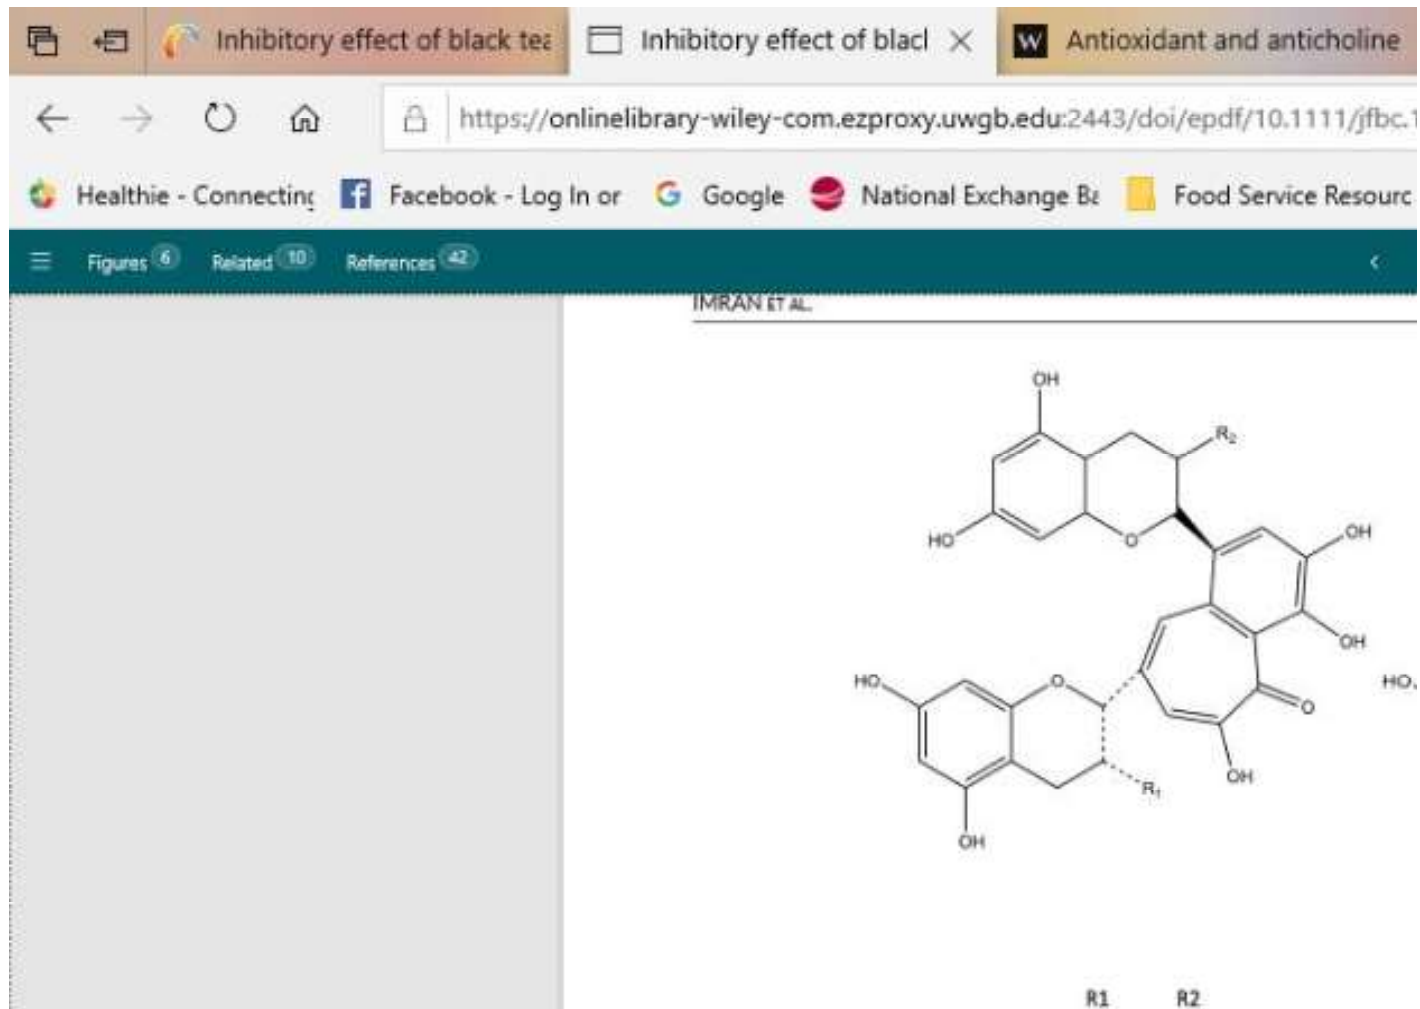 Inhibitory effect of black tea
Inhibitory effect of blacl
W Antioxidant and anticholine
https://onlinelibrary-wiley-com.ezproxy.uwgb.edu:2443/doi/epdf/10.1111/jfbc.1
Healthie - Connecting
f Facebook - Log In or
G Google
National Exchange Ba
Food Service Resourc
Figures 6 Related 10 References 42
IMRAN ET AL.
OH
R2
HO
O
OH
OH
HO
O
HO
O
OH
R1
OH
R1 R2